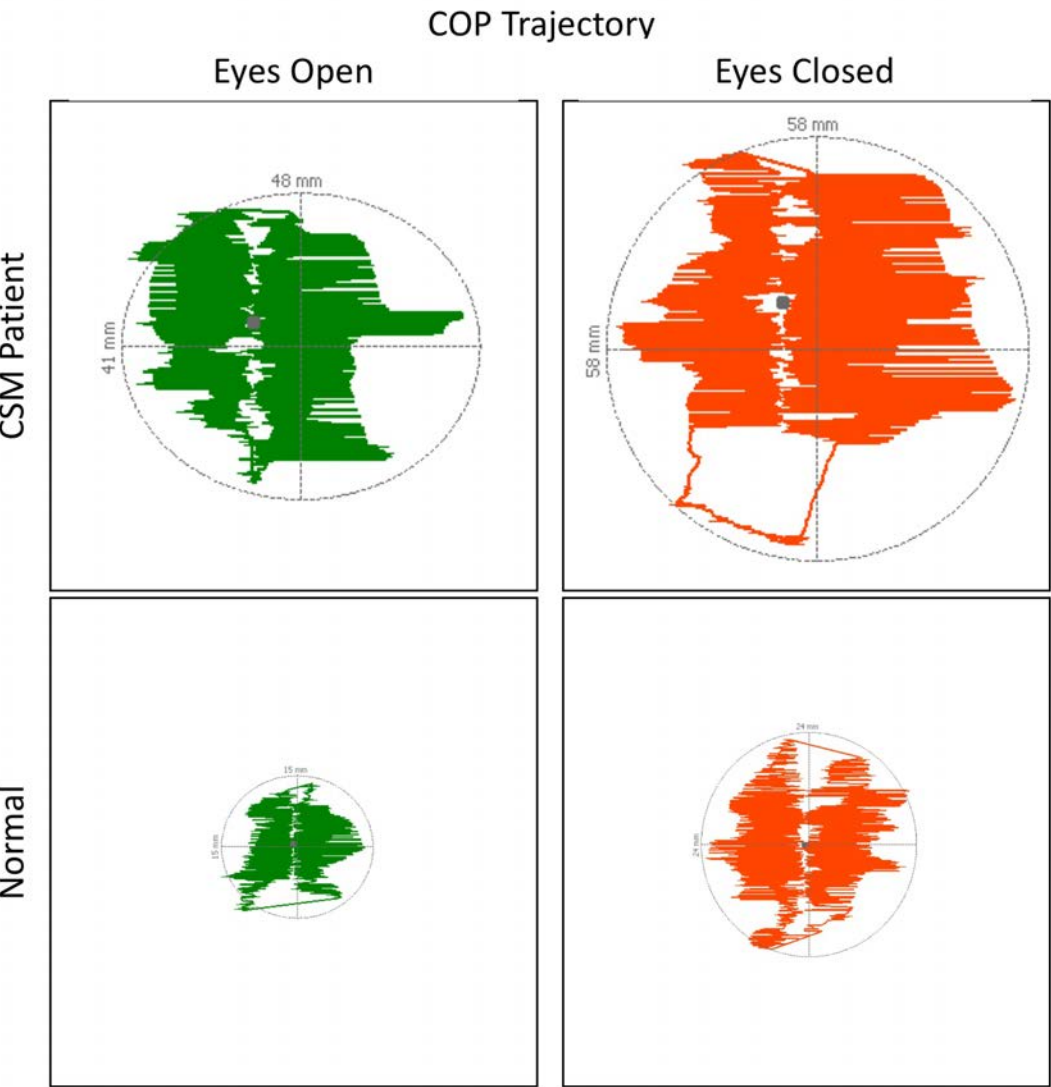 COP Trajectory
Eyes Open
Eyes Closed
CSM Patient
48 mm
41 mm
58 mm
58 mm
Normal
15 mm
15 mm
24 mm
24 mm